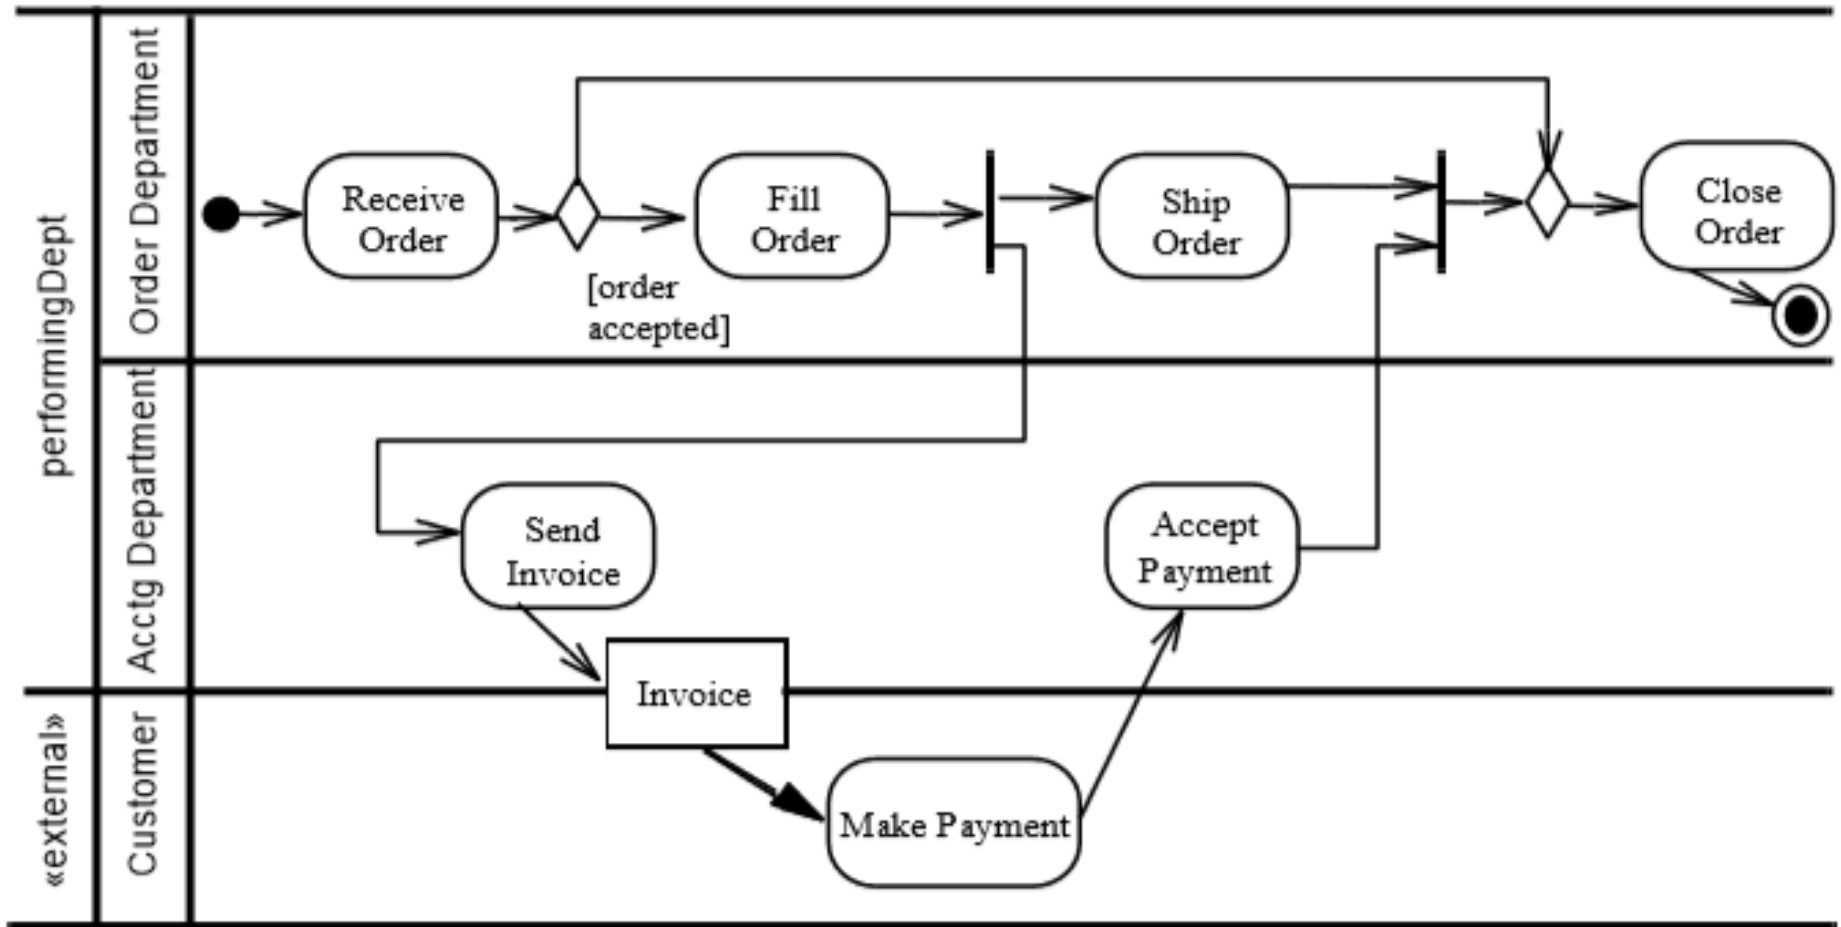 performingDept
Order Department
Receive
Order
[order
accepted]
Fill
Order
Ship
Order
Close
Order
Acctg Department
Send
Invoice
Accept
Payment
Invoice
«external»
Customer
Make Payment